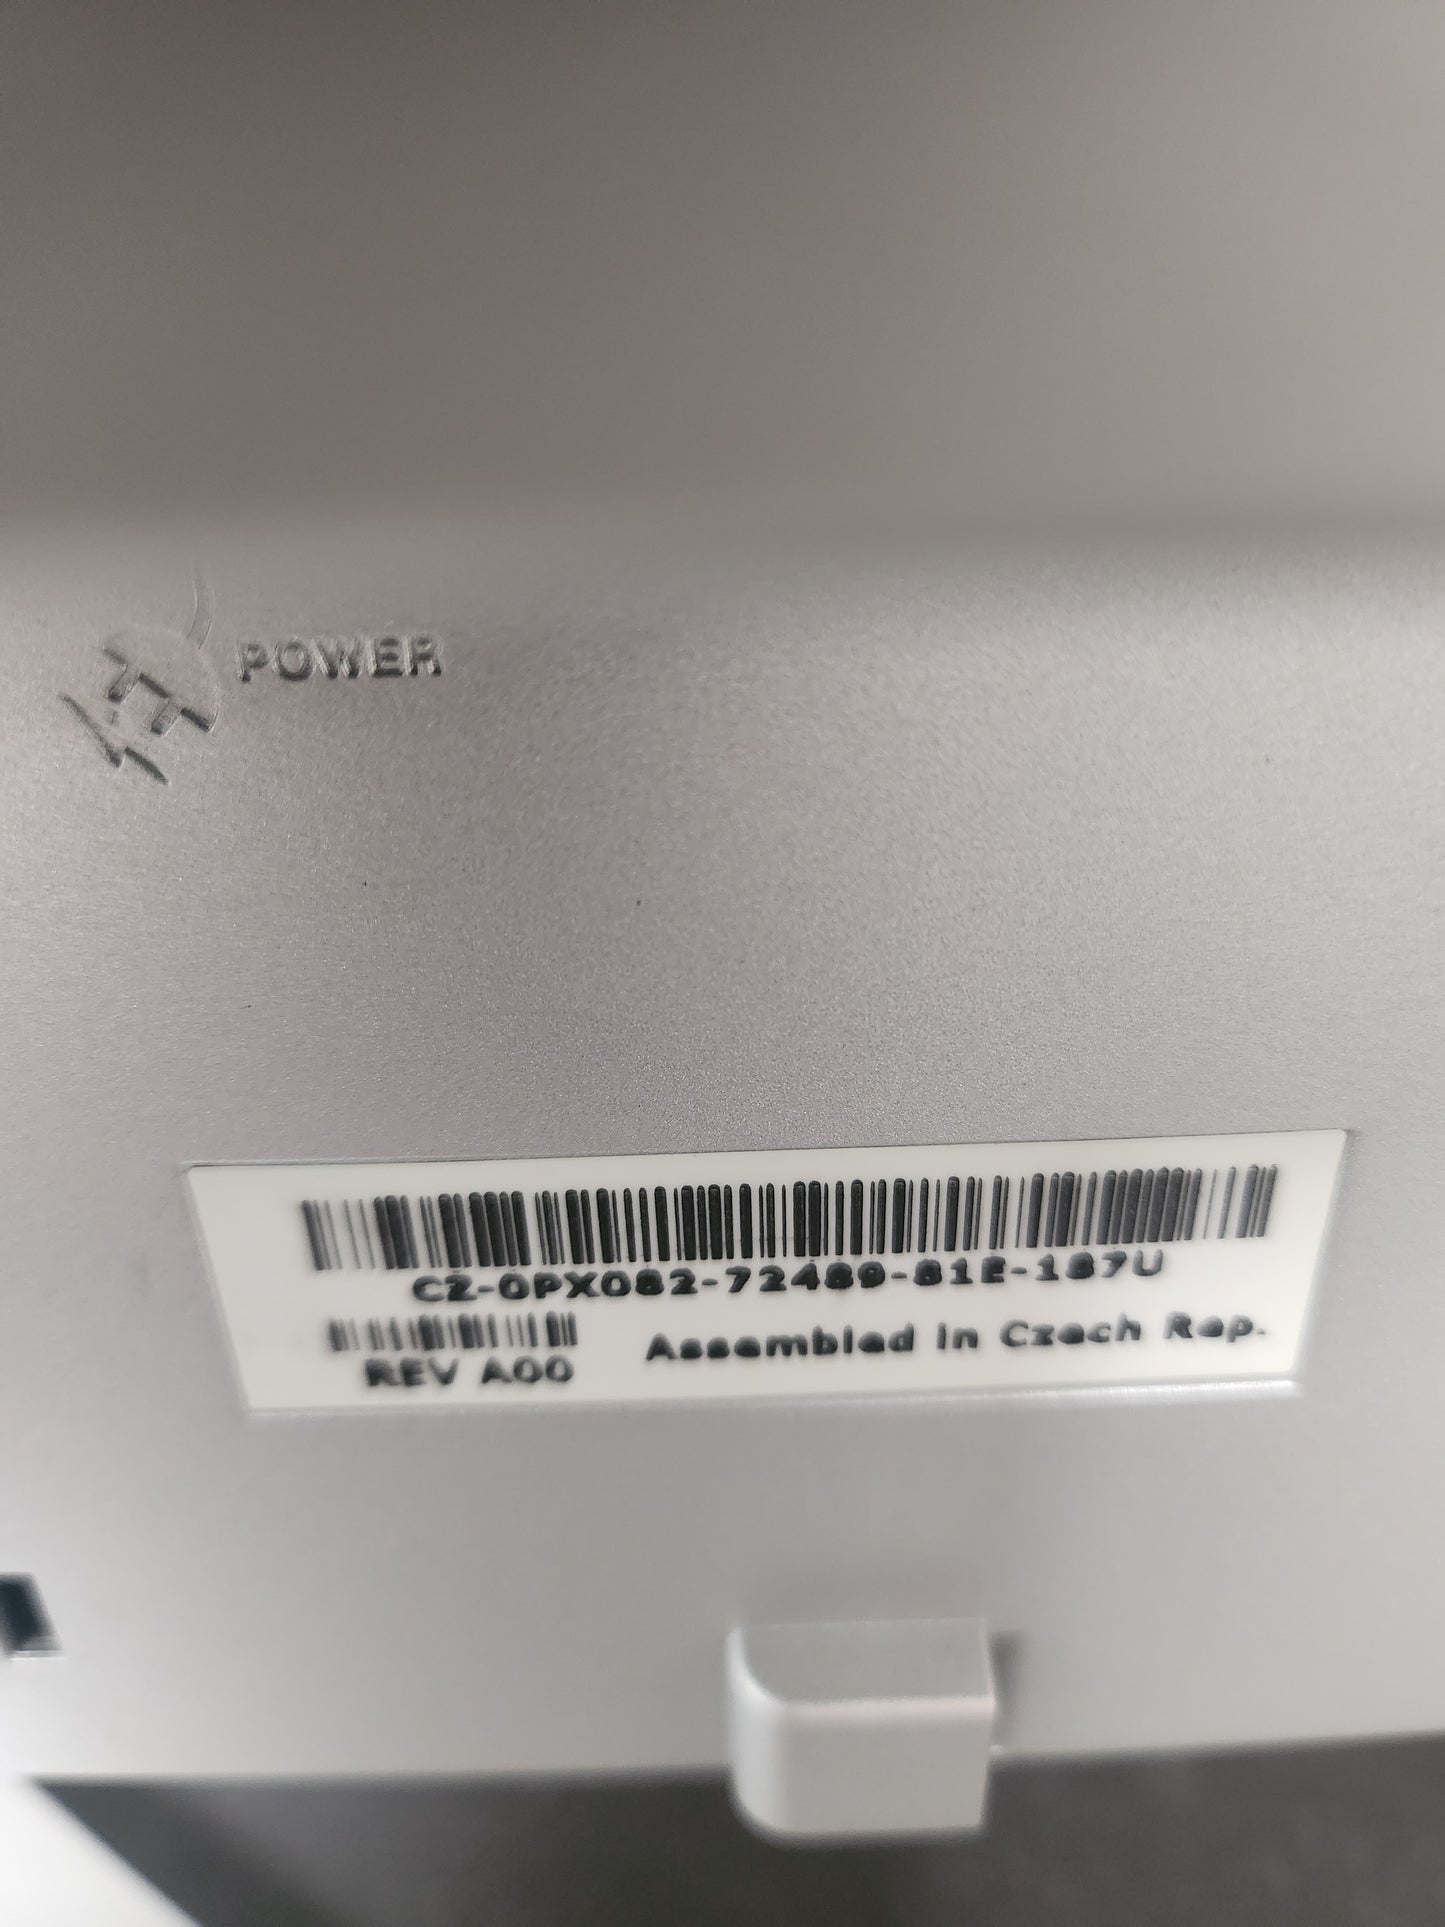 POWER
CZ-0PX082-72489-81E-187U
REV A00
Assembled in Czech Rep.